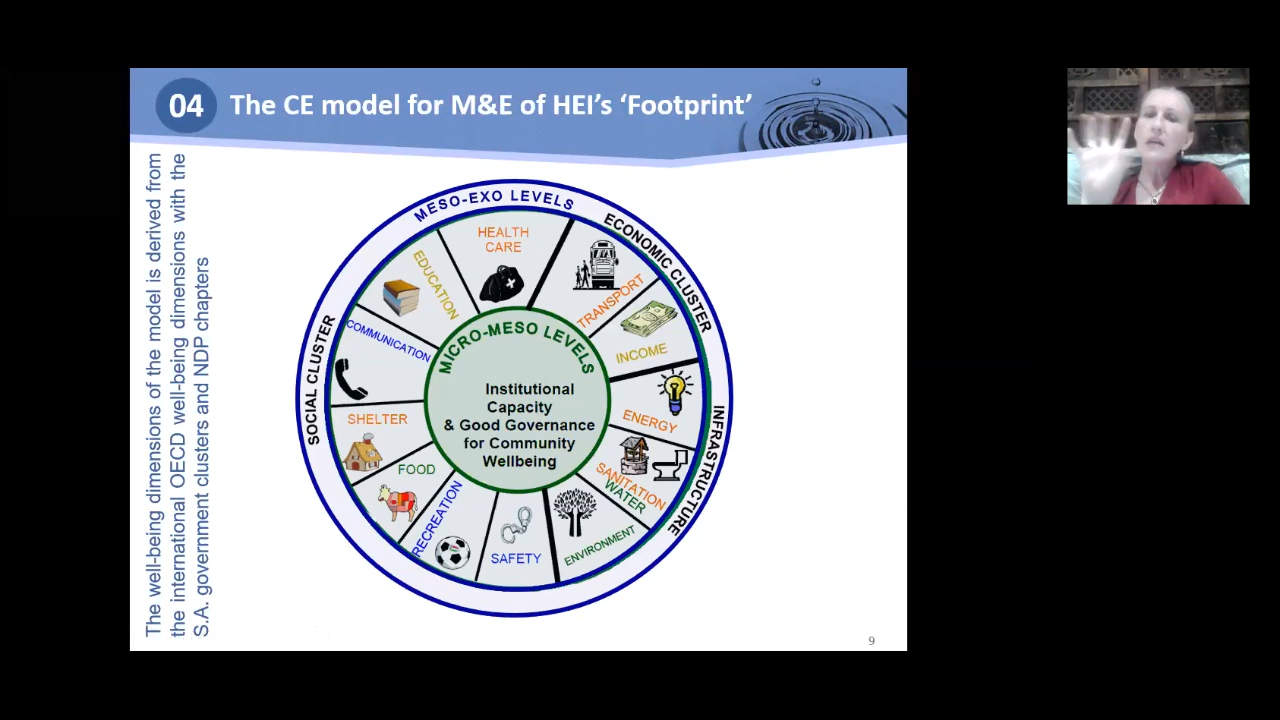 04
The CE model for M&E of HEI's 'Footprint'
The well-being dimensions of the model is derived from
the international OECD well-being dimensions with the
S.A. government clusters and NDP chapters
MESO-EXO LEVELS
ECONOMIC CLUSTER
INFRASTRUCTURE
SOCIAL CLUSTER
HEALTH
CARE
TRANSPORT
INCOME
ENERGY
SANITATION
WATER
ENVIRONMENT
SAFETY
RECREATION
FOOD
SHELTER
COMMUNICATION
EDUCATION
MICRO-MESO LEVELS
Institutional
Capacity
& Good Governance
for Community
Wellbeing
9